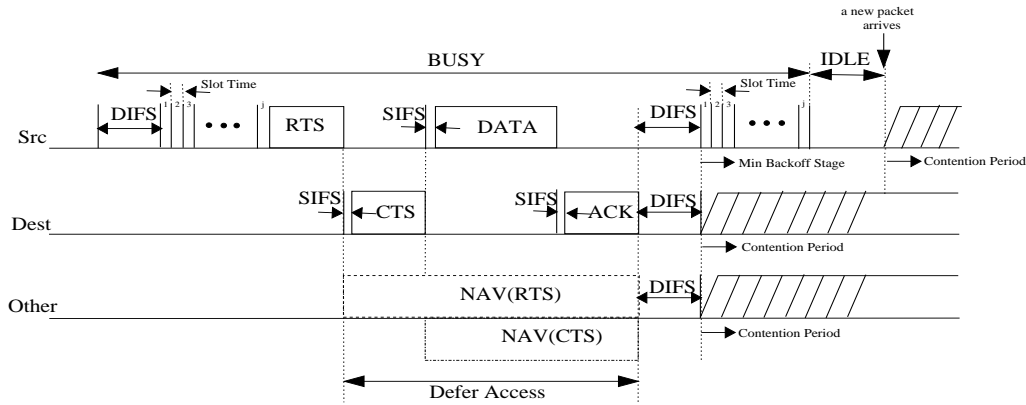 a new packet
arrives
BUSY
IDLE
Slot Time
Slot Time
1 2 3 j
1 2 3 j
DIFS
RTS
SIFS
DATA
DIFS
Src
Min Backoff Stage
Contention Period
SIFS
CTS
SIFS
ACK
DIFS
Dest
Contention Period
NAV(RTS)
DIFS
Other
NAV(CTS)
Contention Period
Defer Access